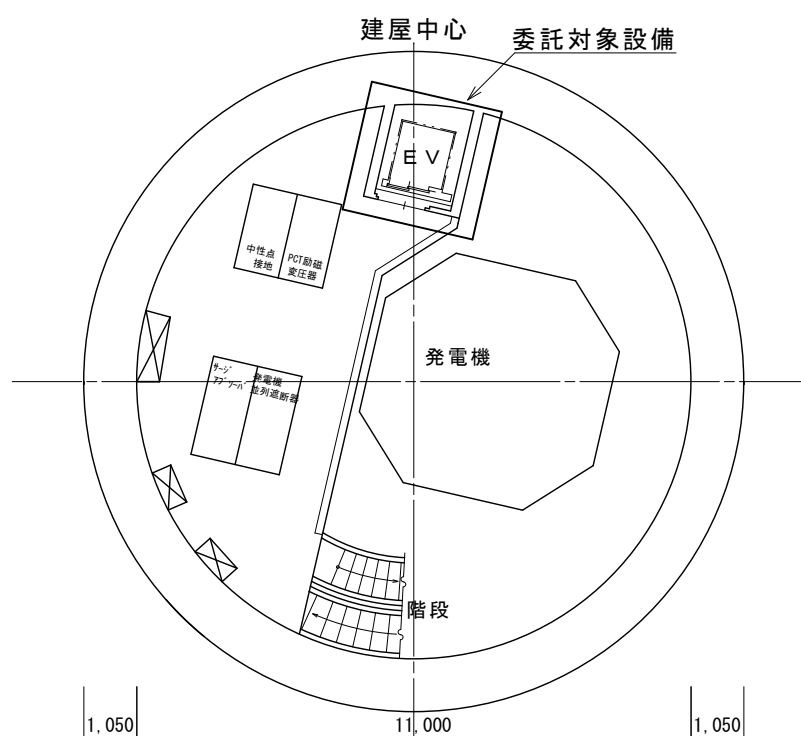 建屋中心
委託対象設備
ＥＶ
中性点
接地
PCT励磁
変圧器
発電機
サージ
アブソーバ
発電機
並列遮断器
階段
1,050
11,000
1,050